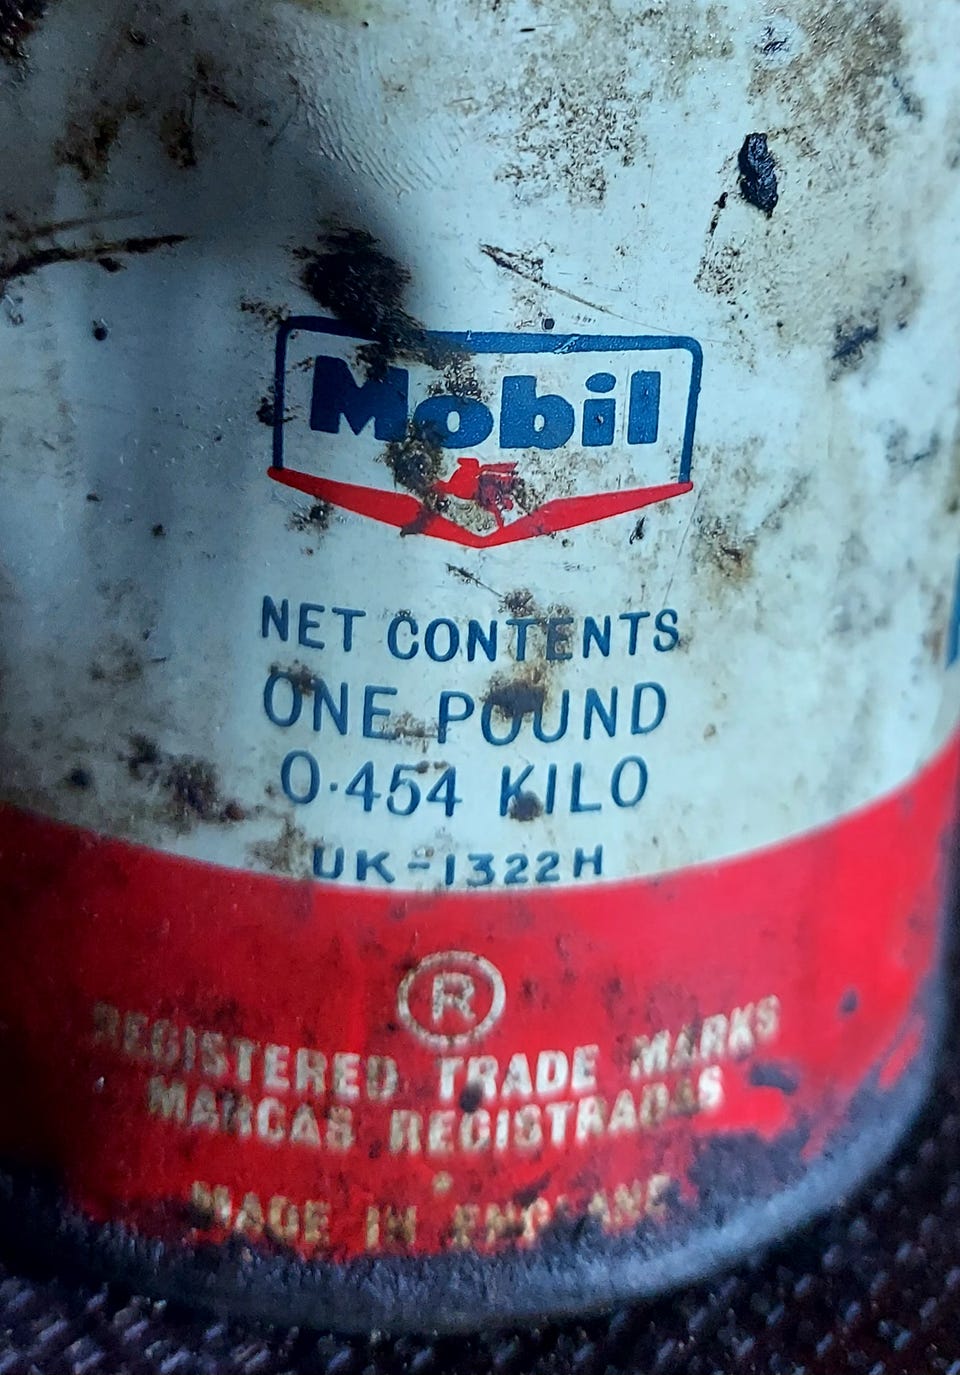 Mobil
NET CONTENTS
ONE POUND
0·454 KILO
UK-1322H
®
REGISTERED TRADE MARKS
MARCAS REGISTRADAS
MADE IN ENGLAND